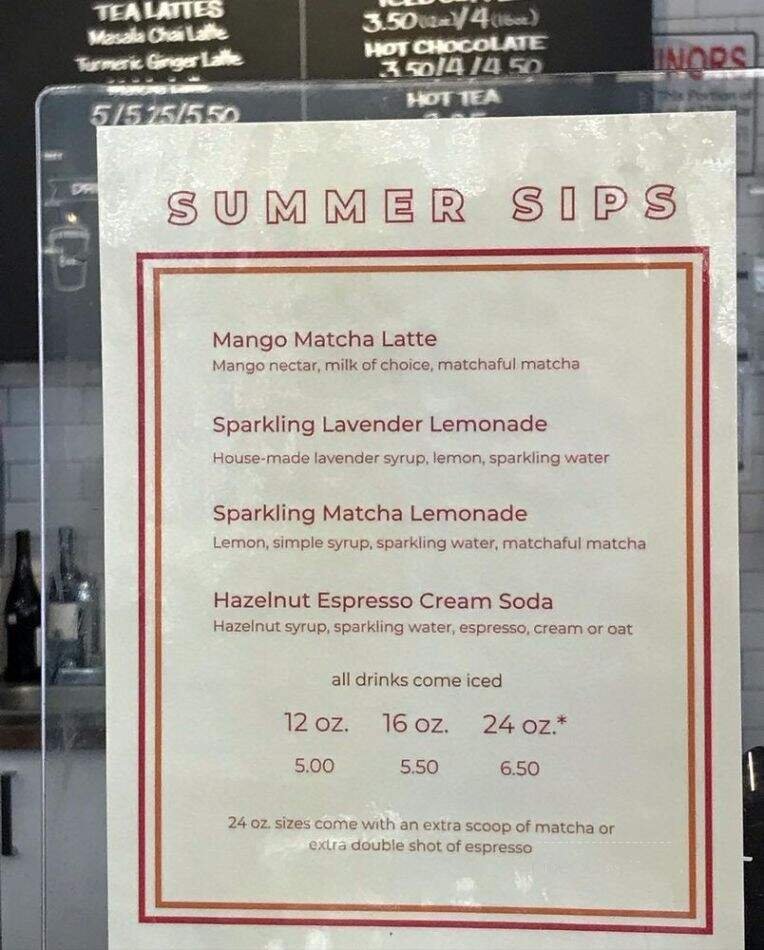 TEA LATTES
Masala Chai Latte
Turmeric Ginger Latte
5/5.25/5.50
3.50 (12oz)/4 (16oz)
HOT CHOCOLATE
3.50/4/4.50
HOT TEA
SUMMER SIPS
Mango Matcha Latte
Mango nectar, milk of choice, matchaful matcha
Sparkling Lavender Lemonade
House-made lavender syrup, lemon, sparkling water
Sparkling Matcha Lemonade
Lemon, simple syrup, sparkling water, matchaful matcha
Hazelnut Espresso Cream Soda
Hazelnut syrup, sparkling water, espresso, cream or oat
all drinks come iced
12 oz. 16 oz. 24 oz.*
5.00 5.50 6.50
24 oz. sizes come with an extra scoop of matcha or
extra double shot of espresso